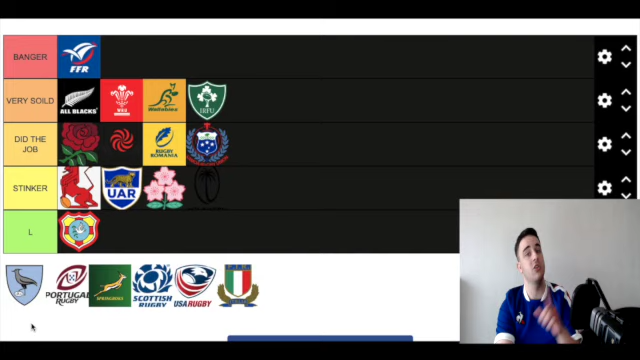 BANGER
FFR
VERY SOILD
ALL BLACKS
WRU
Wallabies
IRFU
DID THE
JOB
RUGBY
ROMANIA
STINKER
UAR
L
PORTUGAL
RUGBY
SPRINGBOKS
SCOTTISH
RUGBY
USA RUGBY